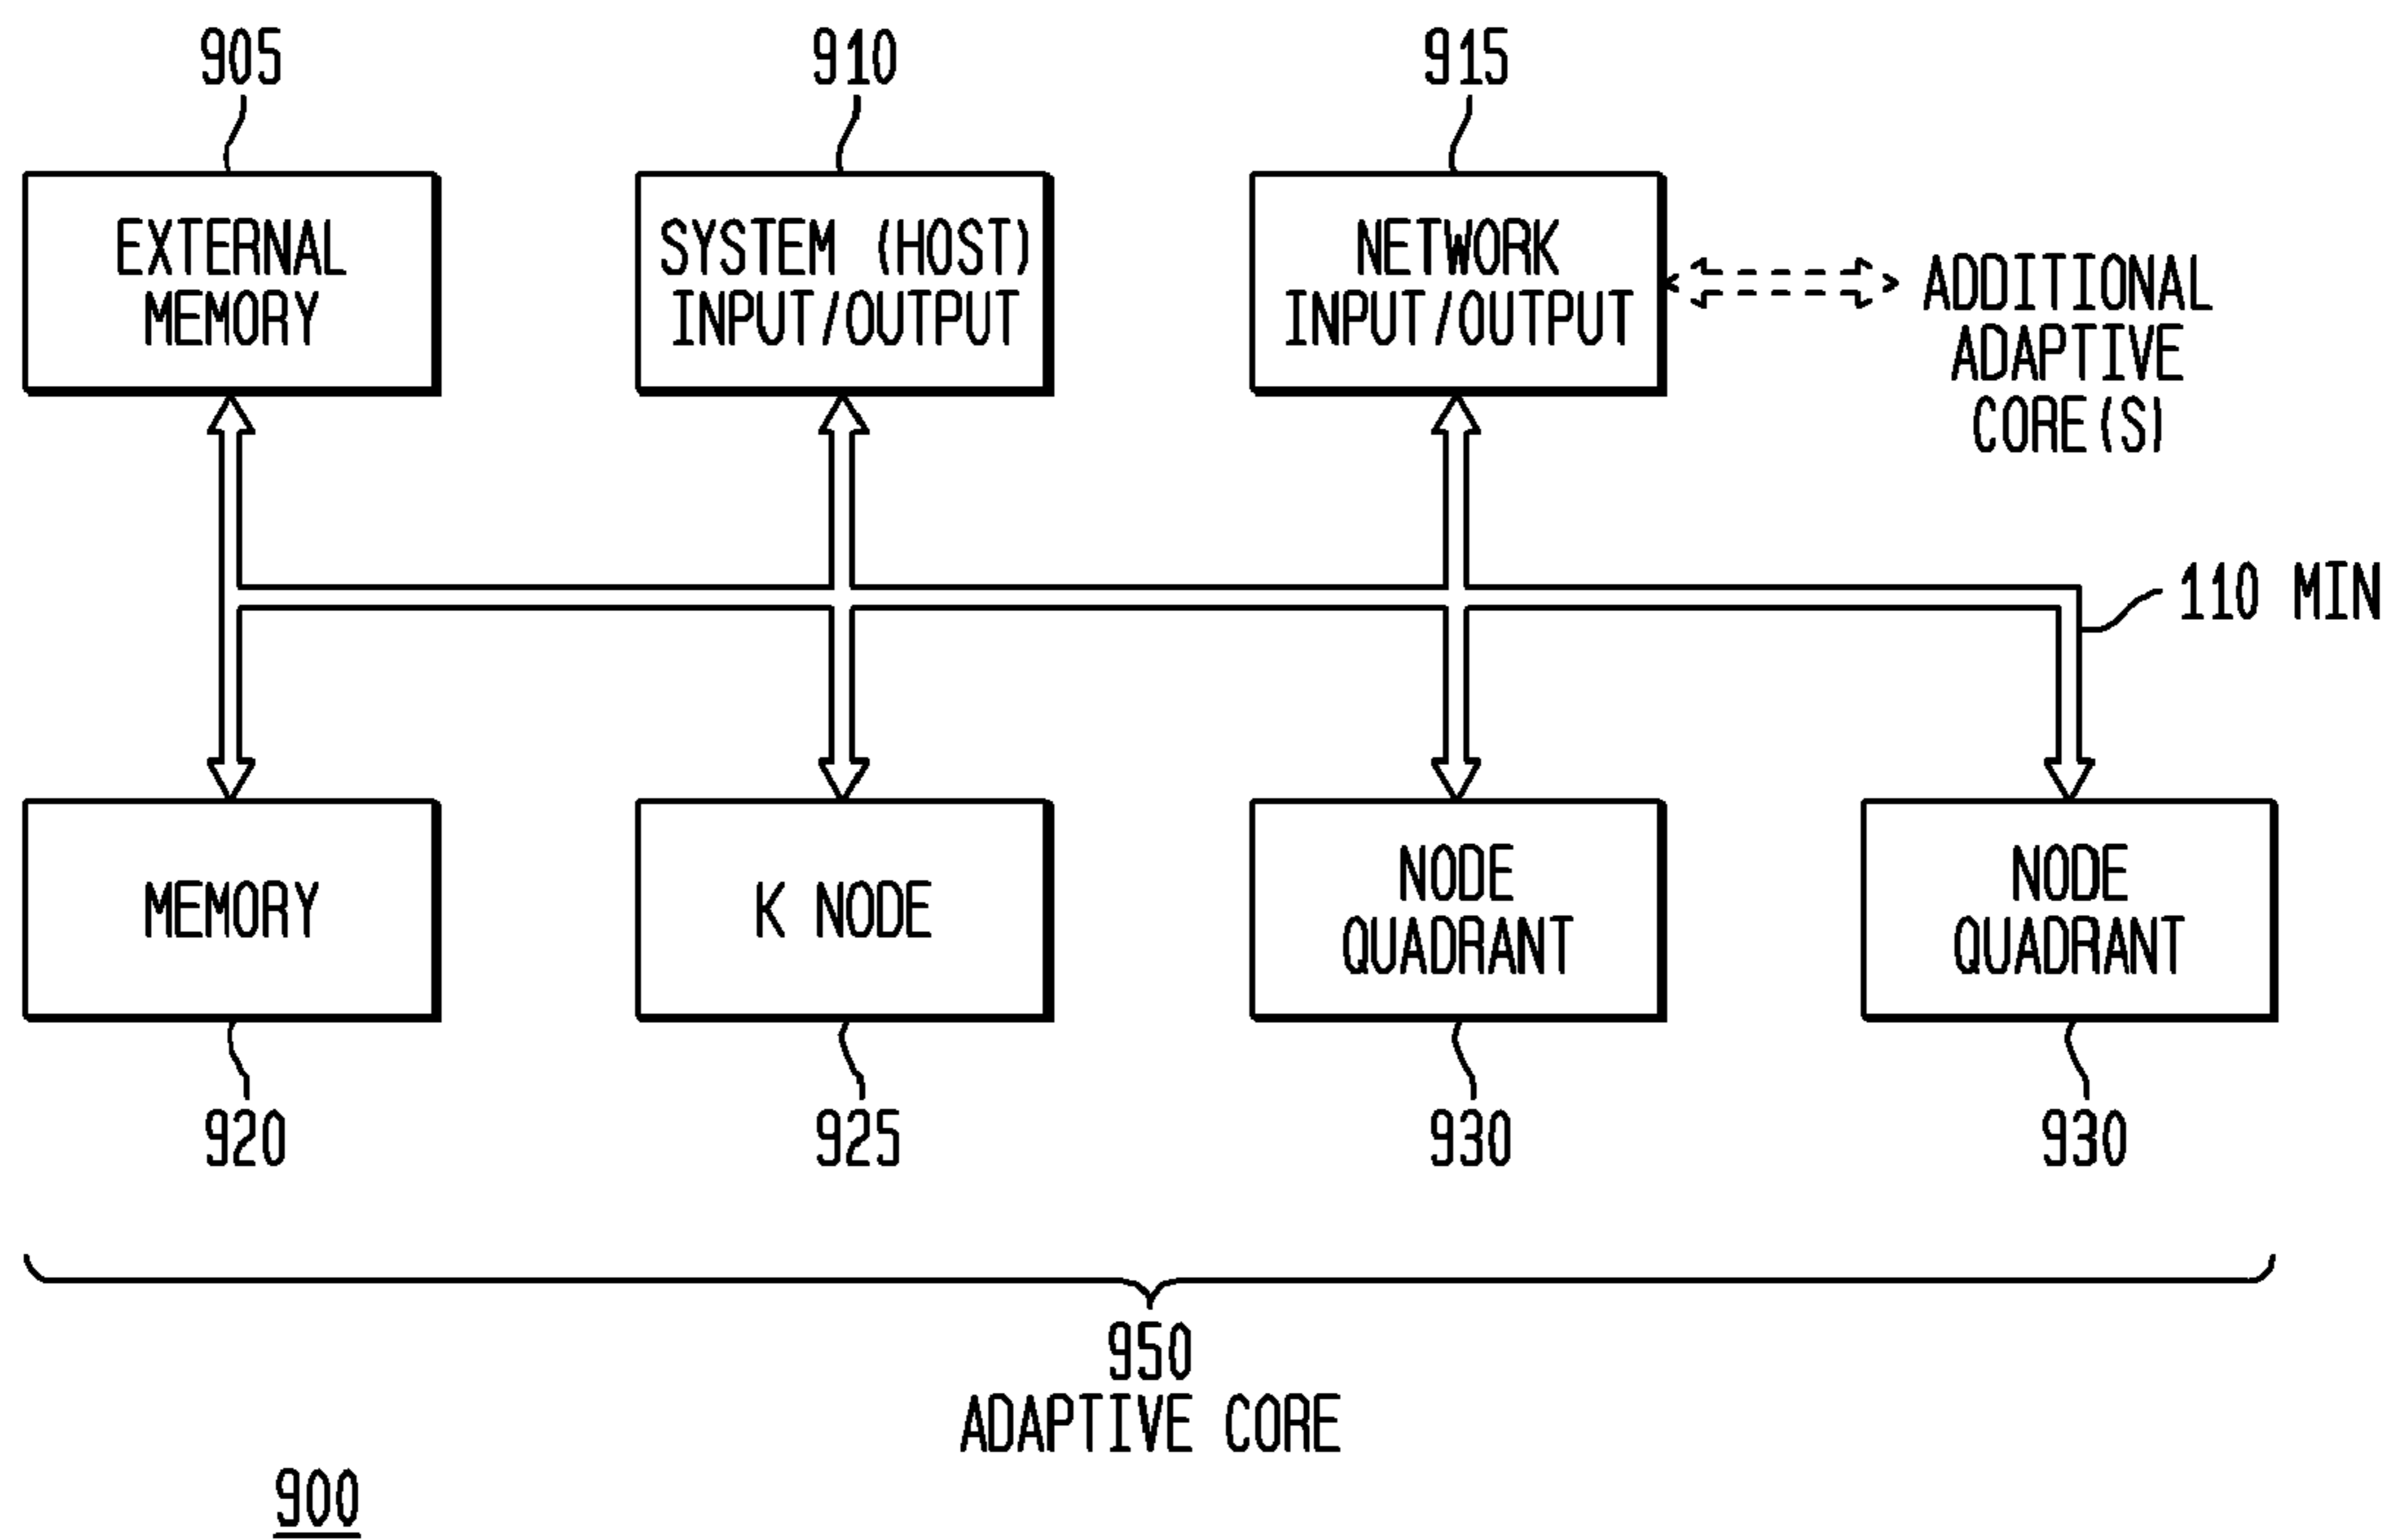 905
910
915
EXTERNAL
MEMORY
SYSTEM (HOST)
INPUT/OUTPUT
NETWORK
INPUT/OUTPUT
ADDITIONAL
ADAPTIVE
CORE(S)
110 MIN
MEMORY
K NODE
NODE
QUADRANT
NODE
QUADRANT
920
925
930
930
950
ADAPTIVE CORE
900